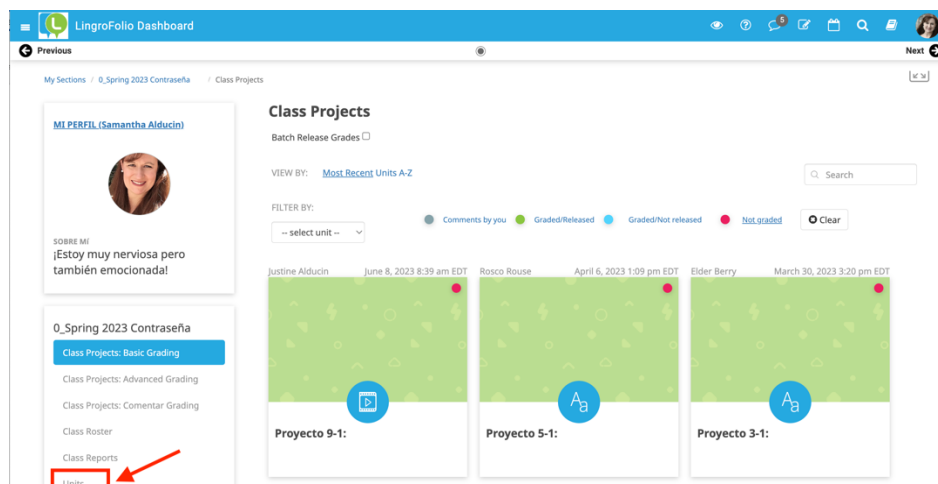 LingroFolio Dashboard
5
Previous
Next
My Sections / 0_Spring 2023 Contraseña / Class Projects
MI PERFIL (Samantha Alducin)
SOBRE MÍ
¡Estoy muy nerviosa pero
también emocionada!
0_Spring 2023 Contraseña
Class Projects: Basic Grading
Class Projects: Advanced Grading
Class Projects: Comentar Grading
Class Roster
Class Reports
Units
Class Projects
Batch Release Grades
VIEW BY: Most Recent Units A-Z
Search
FILTER BY:
-- select unit --
Comments by you Graded/Released Graded/Not released Not graded Clear
Justine Alducin June 8, 2023 8:39 am EDT
Aa
Proyecto 9-1:
Rosco Rouse April 6, 2023 1:09 pm EDT
Aa
Proyecto 5-1:
Elder Berry March 30, 2023 3:20 pm EDT
Proyecto 3-1: